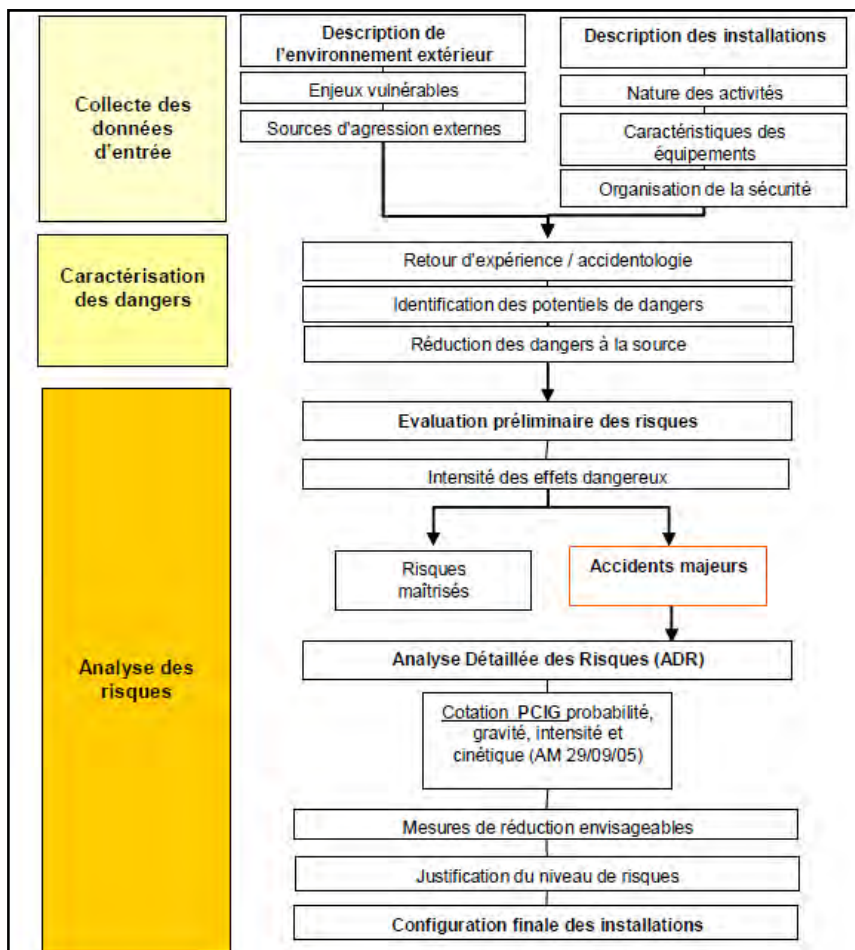 Collecte des
données
d'entrée
Description de
l'environnement extérieur
Enjeux vulnérables
Sources d'agression externes
Description des installations
Nature des activités
Caractéristiques des
équipements
Organisation de la sécurité
Caractérisation
des dangers
Retour d'expérience / accidentologie
Identification des potentiels de dangers
Réduction des dangers à la source
Analyse des
risques
Evaluation préliminaire des risques
Intensité des effets dangereux
Risques
maîtrisés
Accidents majeurs
Analyse Détaillée des Risques (ADR)
Cotation PCIG probabilité,
gravité, intensité et
cinétique (AM 29/09/05)
Mesures de réduction envisageables
Justification du niveau de risques
Configuration finale des installations